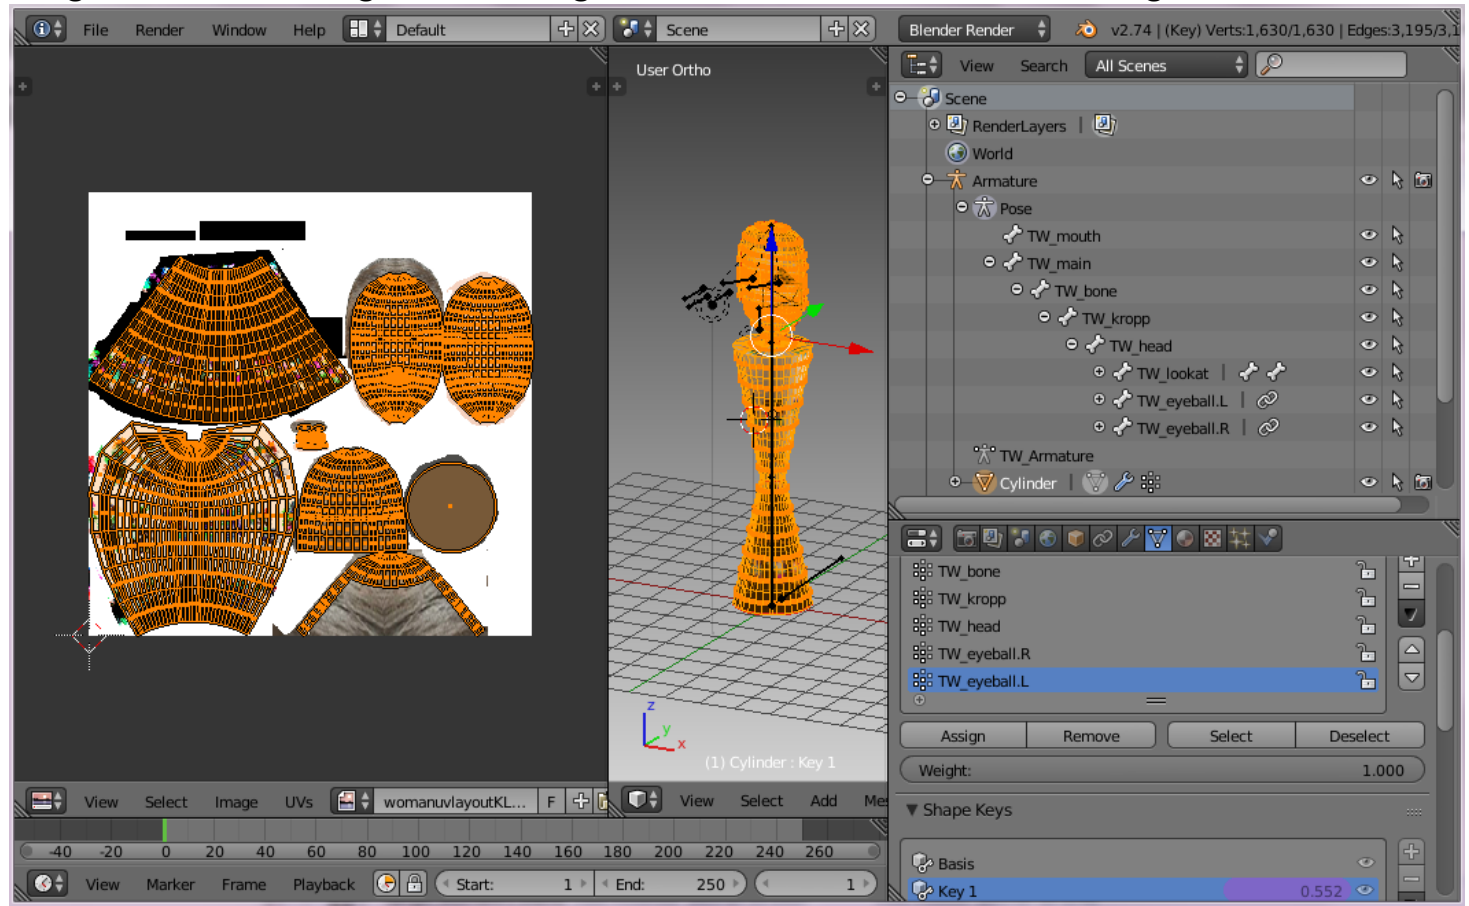 File Render Window Help Default Scene Blender Render v2.74 | (Key) Verts:1,630/1,630 | Edges:3,195/3,1
User Ortho
View Search All Scenes
Scene
RenderLayers
World
Armature
Pose
TW_mouth
TW_main
TW_bone
TW_kropp
TW_head
TW_lookat
TW_eyeball.L
TW_eyeball.R
TW_Armature
Cylinder
TW_bone
TW_kropp
TW_head
TW_eyeball.R
TW_eyeball.L
z
y
x
(1) Cylinder : Key 1
Assign Remove Select Deselect
Weight: 1.000
View Select Image UVs womanuvlayoutKL... F
View Select Add Me
Shape Keys
-40 -20 0 20 40 60 80 100 120 140 160 180 200 220 240 260
Basis
View Marker Frame Playback Start: 1 End: 250 1
Key 1 0.552